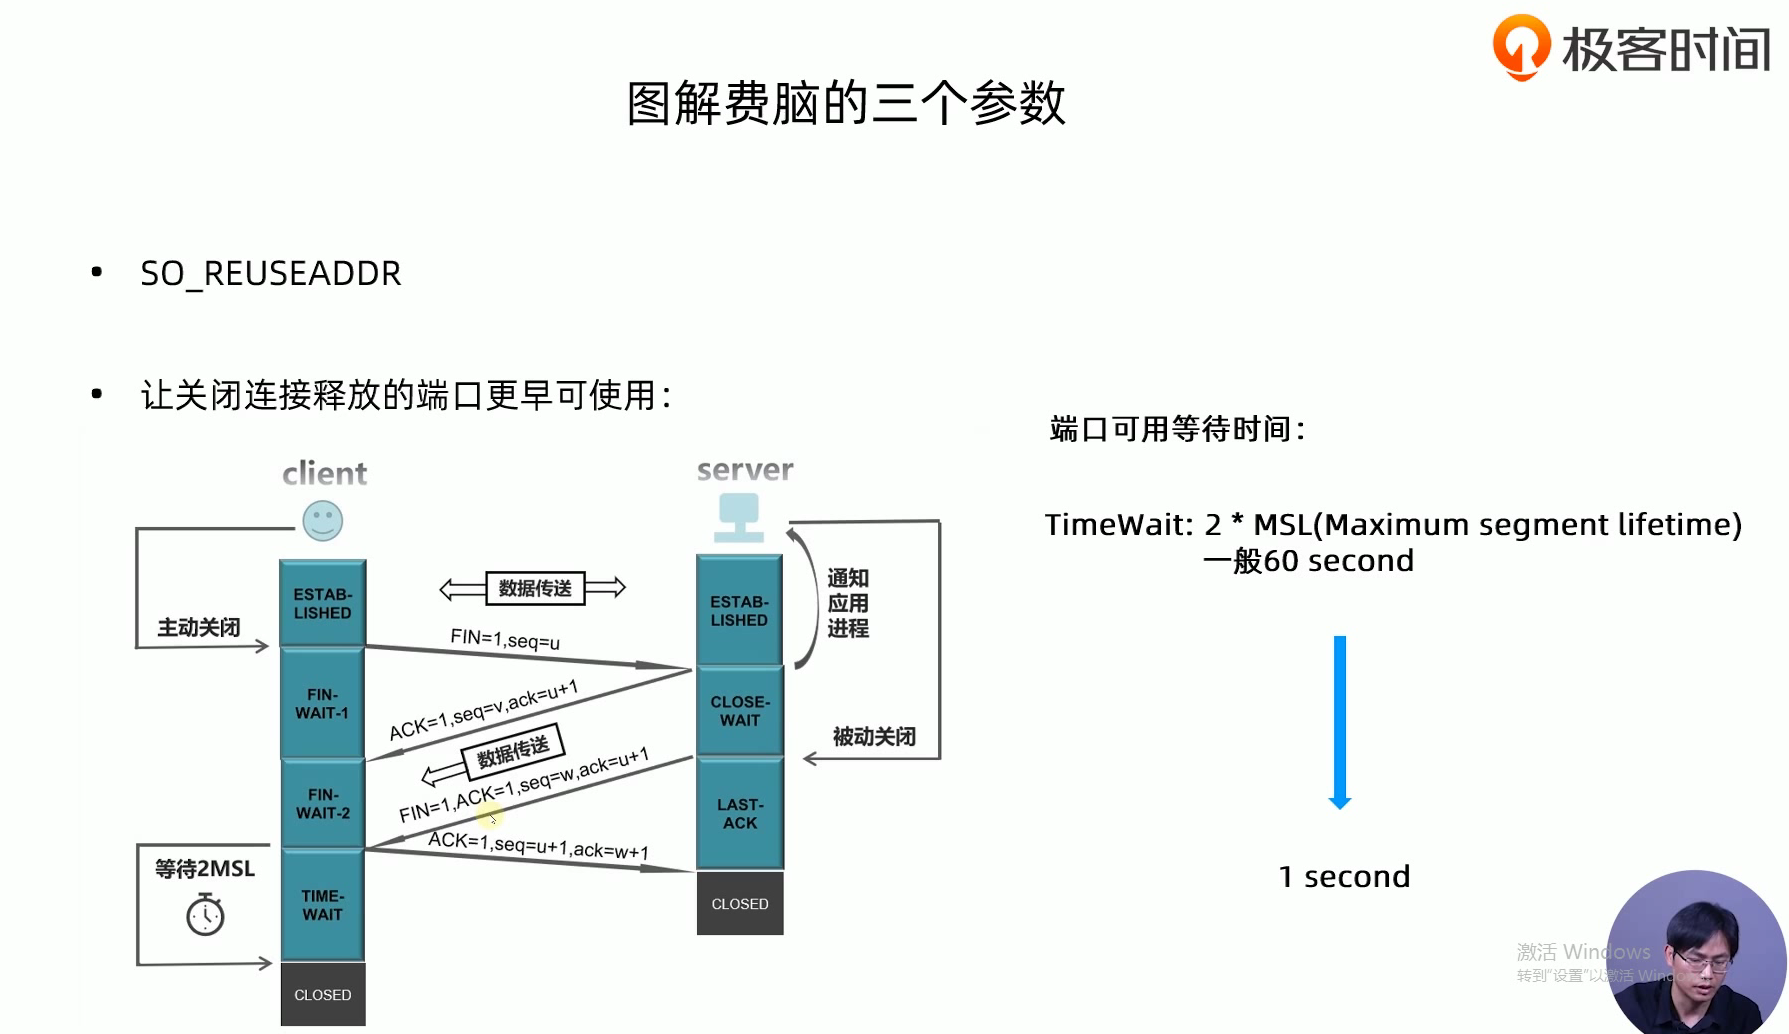 极客时间
图解费脑的三个参数
• SO_REUSEADDR
• 让关闭连接释放的端口更早可使用：
端口可用等待时间：
TimeWait: 2 * MSL(Maximum segment lifetime)
一般60 second
1 second
client
server
ESTAB-
LISHED
数据传送
ESTAB-
LISHED
通知
应用
进程
主动关闭
FIN=1,seq=u
FIN-
WAIT-1
ACK=1,seq=v,ack=u+1
CLOSE-
WAIT
被动关闭
数据传送
FIN-
WAIT-2
FIN=1,ACK=1,seq=w,ack=u+1
LAST-
ACK
ACK=1,seq=u+1,ack=w+1
等待2MSL
TIME-
WAIT
CLOSED
CLOSED
激活 Windows
转到"设置"以激活 Windo